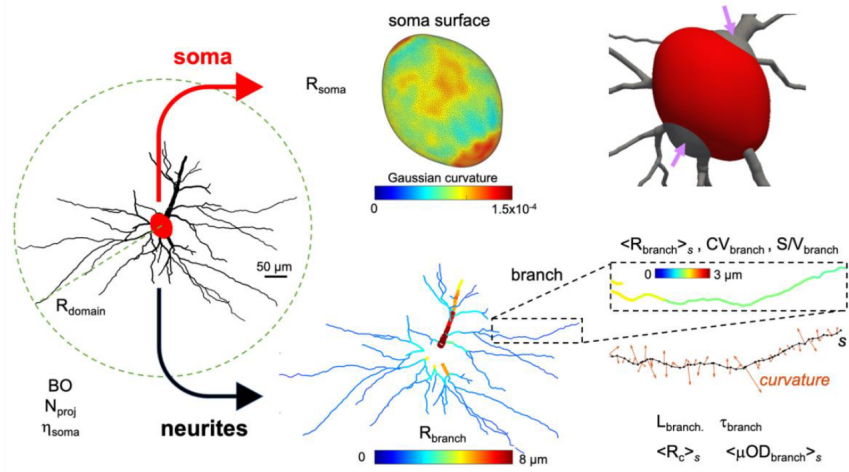 soma
soma surface
R_soma
Gaussian curvature
0
1.5x10^-4
50 µm
R_domain
BO
N_proj
η_soma
neurites
branch
R_branch
0
8 µm
<R_branch>_s , CV_branch , S/V_branch
0
3 µm
s
curvature
L_branch. τ_branch
<R_c>_s <µOD_branch>_s